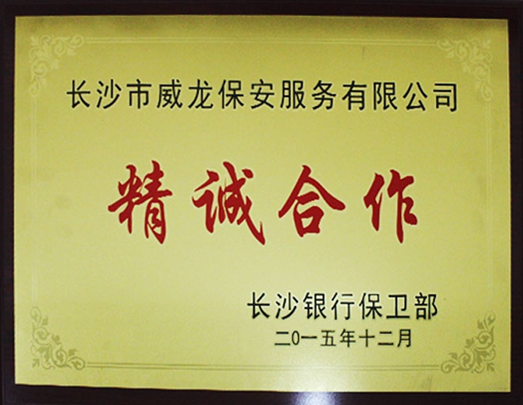 长沙市威龙保安服务有限公司
精诚合作
长沙银行保卫部
二0一五年十二月